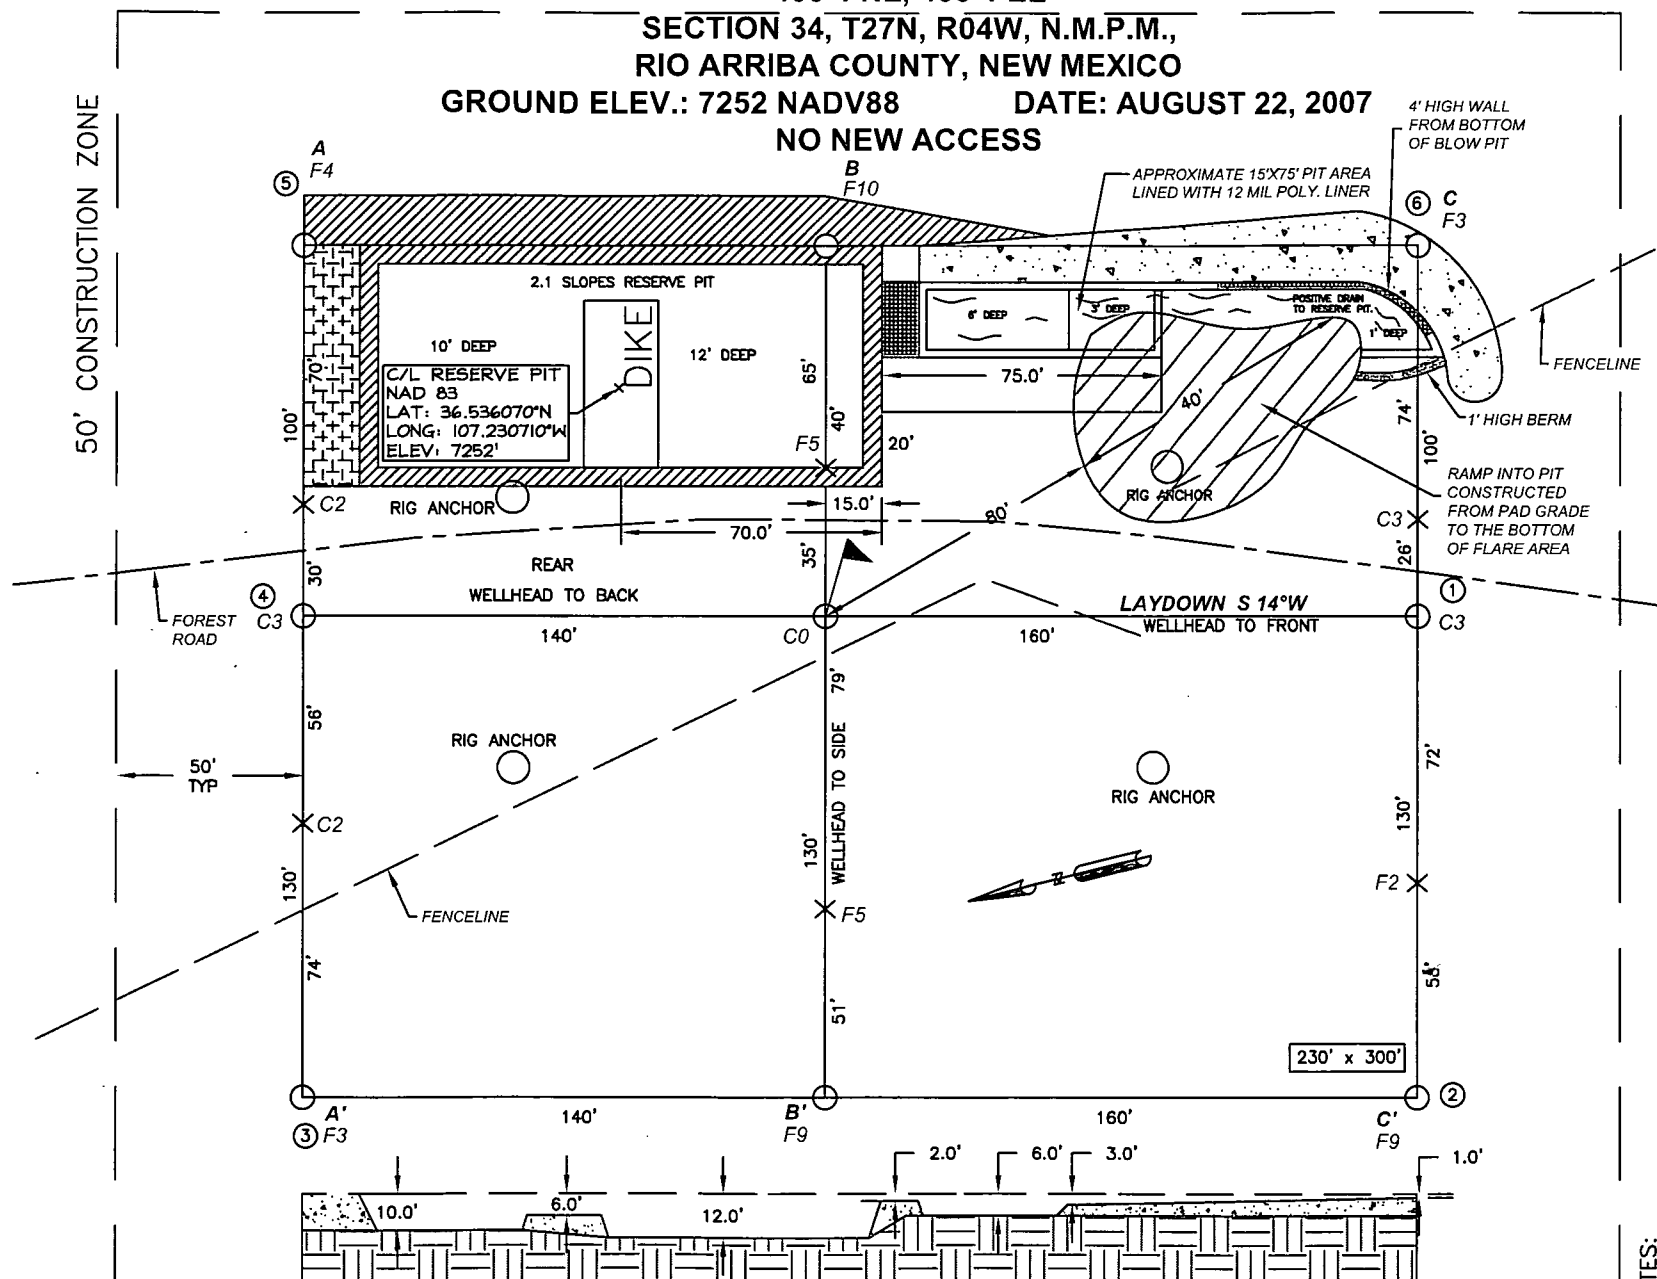 SECTION 34, T27N, R04W, N.M.P.M.,
RIO ARRIBA COUNTY, NEW MEXICO
GROUND ELEV.: 7252 NADV88 DATE: AUGUST 22, 2007
NO NEW ACCESS
50' CONSTRUCTION ZONE
4' HIGH WALL
FROM BOTTOM
OF BLOW PIT
A
F4
5
B
F10
APPROXIMATE 15'X75' PIT AREA
LINED WITH 12 MIL POLY. LINER
6
C
F3
2.1 SLOPES RESERVE PIT
6' DEEP
3' DEEP
POSITIVE DRAIN
TO RESERVE PIT.
1' DEEP
10' DEEP
DIKE
12' DEEP
C/L RESERVE PIT
NAD 83
LAT: 36.536070°N
LONG: 107.230710°W
ELEV: 7252'
70'
100'
65'
40'
75.0'
40'
74'
100'
FENCELINE
1' HIGH BERM
F5
20'
RIG ANCHOR
RAMP INTO PIT
CONSTRUCTED
FROM PAD GRADE
TO THE BOTTOM
OF FLARE AREA
C2
RIG ANCHOR
15.0'
70.0'
80'
C3
26'
35'
30'
REAR
WELLHEAD TO BACK
FOREST
ROAD
4
C3
140'
C0
LAYDOWN S 14°W
WELLHEAD TO FRONT
160'
1
C3
56'
79'
72'
RIG ANCHOR
WELLHEAD TO SIDE
RIG ANCHOR
50'
TYP
C2
130'
130'
130'
FENCELINE
F5
N
F2
74'
51'
58'
230' x 300'
A'
3 F3
140'
B'
F9
160'
C'
F9
2
2.0'
6.0'
3.0'
1.0'
10.0'
6.0'
12.0'